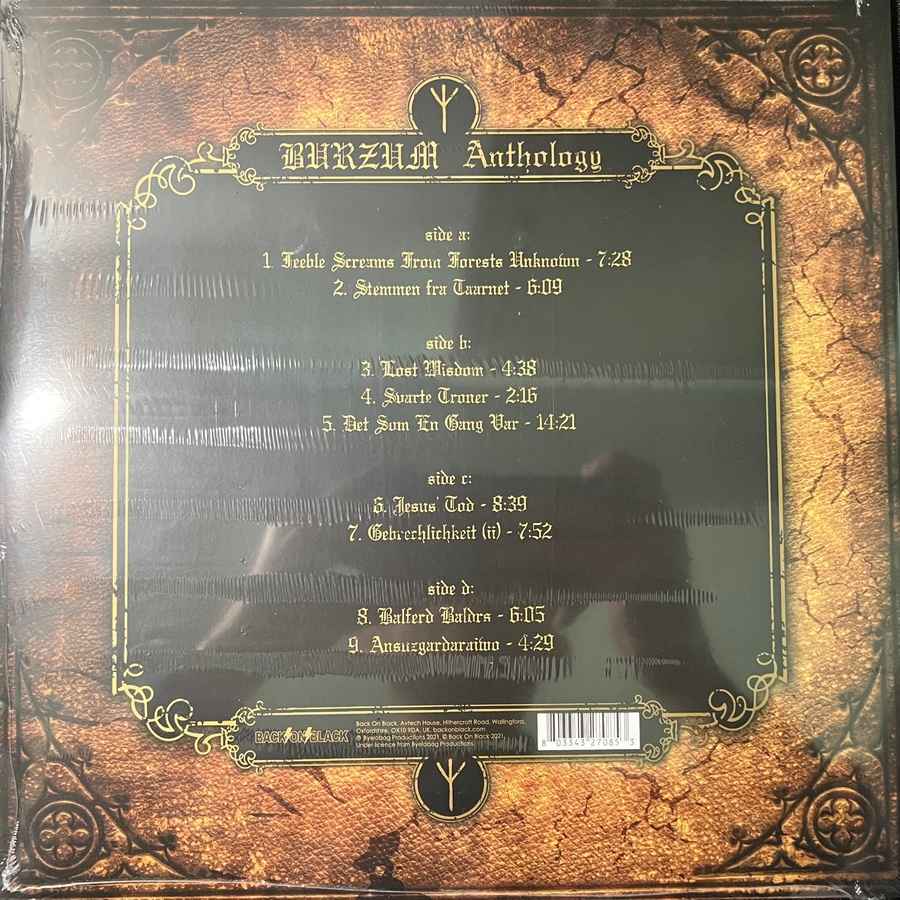 BURZUM Anthology
side a:
1. Feeble Screams From Forests Unknown - 7:28
2. Stemmen fra Taarnet - 6:09
side b:
3. Lost Wisdom - 4:38
4. Svarte Troner - 2:16
5. Det Som En Gang Var - 14:21
side c:
6. Jesus' Tod - 8:39
7. Gebrechlichkeit (ii) - 7:52
side d:
8. Balferd Baldrs - 6:05
9. Ansuzgardaraiwo - 4:29
BACK ON BLACK
Back On Black, Avtech House, Hithercroft Road, Wallingford,
Oxfordshire, OX10 9DA, UK. backonblack.com
℗ Byelobog Productions 2021. © Back On Black 2021
Under licence from Byelobog Productions.
8 03343 27085 3